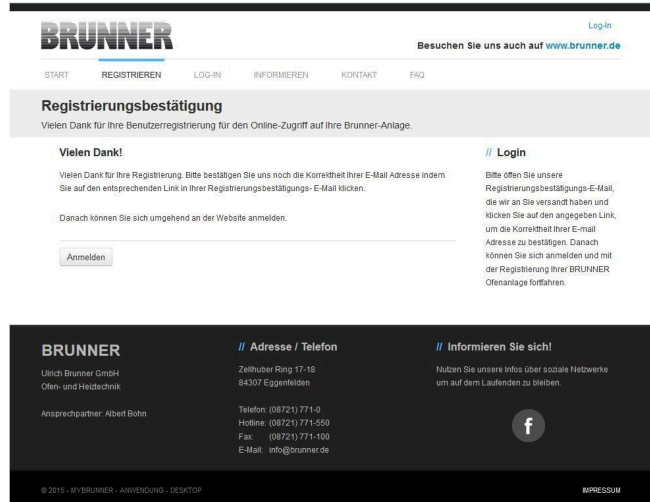 Log-In
BRUNNER
Besuchen Sie uns auch auf www.brunner.de
START REGISTRIEREN LOG-IN INFORMIEREN KONTAKT FAQ
Registrierungsbestätigung
Vielen Dank für Ihre Benutzerregistrierung für den Online-Zugriff auf Ihre Brunner-Anlage.
Vielen Dank!
Vielen Dank für Ihre Registrierung. Bitte bestätigen Sie uns noch die Korrektheit Ihrer E-Mail Adresse indem
Sie auf den entsprechenden Link in Ihrer Registrierungsbestätigungs- E-Mail klicken.
Danach können Sie sich umgehend an der Website anmelden.
Anmelden
// Login
Bitte öffen Sie unsere
Registrierungsbestätigungs-E-Mail,
die wir an Sie versandt haben und
klicken Sie auf den angegeben Link,
um die Korrektheit Ihrer E-mail
Adresse zu bestätigen. Danach
können Sie sich anmelden und mit
der Registrierung Ihrer BRUNNER
Ofenanlage fortfahren.
BRUNNER
Ulrich Brunner GmbH
Ofen- und Heiztechnik
Ansprechpartner: Albert Bohn
// Adresse / Telefon
Zellhuber Ring 17-18
84307 Eggenfelden
Telefon: (08721) 771-0
Hotline: (08721) 771-550
Fax: (08721) 771-100
E-Mail: info@brunner.de
// Informieren Sie sich!
Nutzen Sie unsere Infos über soziale Netzwerke
um auf dem Laufenden zu bleiben.
f
© 2015 - MYBRUNNER - ANWENDUNG - DESKTOP
IMPRESSUM